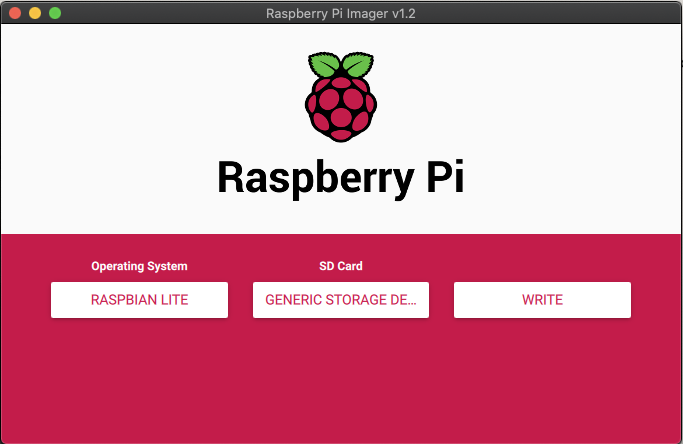 Raspberry Pi Imager v1.2
Raspberry Pi
Operating System
SD Card
RASPBIAN LITE
GENERIC STORAGE DE...
WRITE